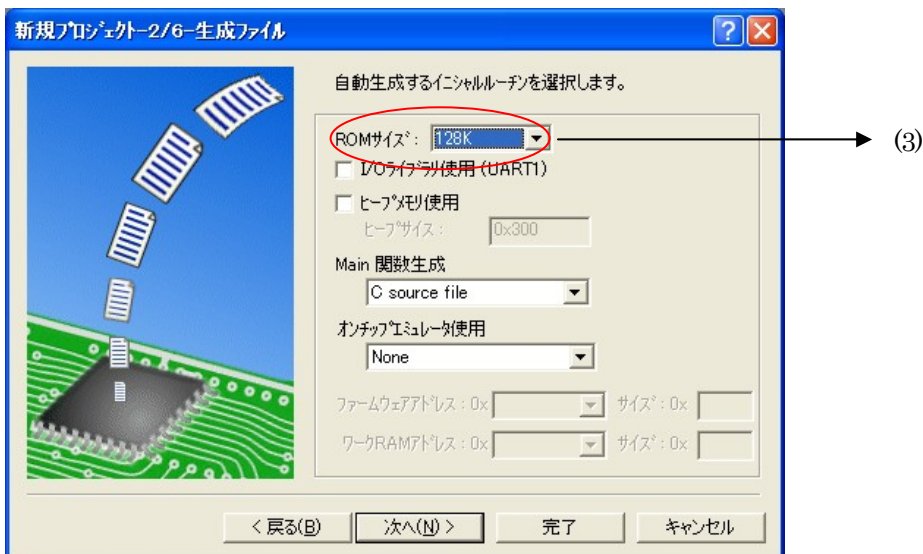 新規プロジェクト-2/6-生成ファイル
自動生成するイニシャルルーチンを選択します。
ROMサイズ: 128K
(3)
I/Oライブラリ使用 (UART1)
ヒープメモリ使用
ヒープサイズ: 0x300
Main 関数生成
C source file
オンチップエミュレータ使用
None
ファームウェアアドレス : 0x サイズ : 0x
ワークRAMアドレス : 0x サイズ : 0x
< 戻る(B) 次へ(N) > 完了 キャンセル